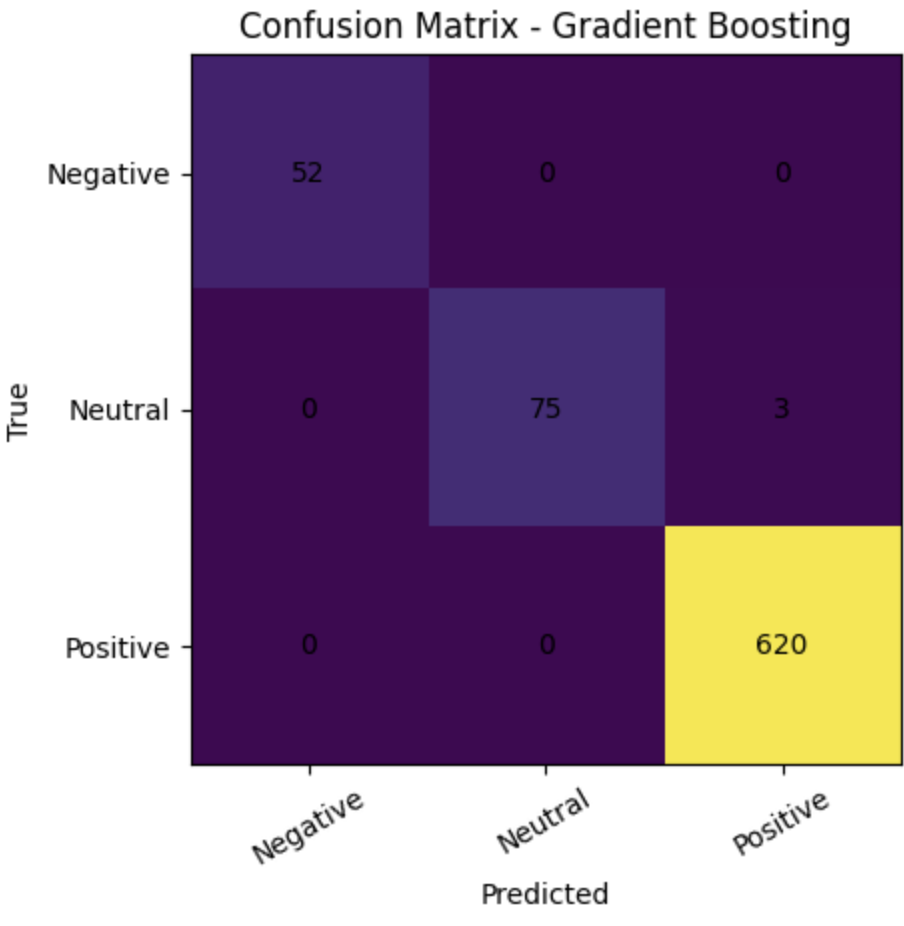 Confusion Matrix - Gradient Boosting
Negative 52 0 0
Neutral 0 75 3
Positive 0 0 620
True
Negative Neutral Positive
Predicted